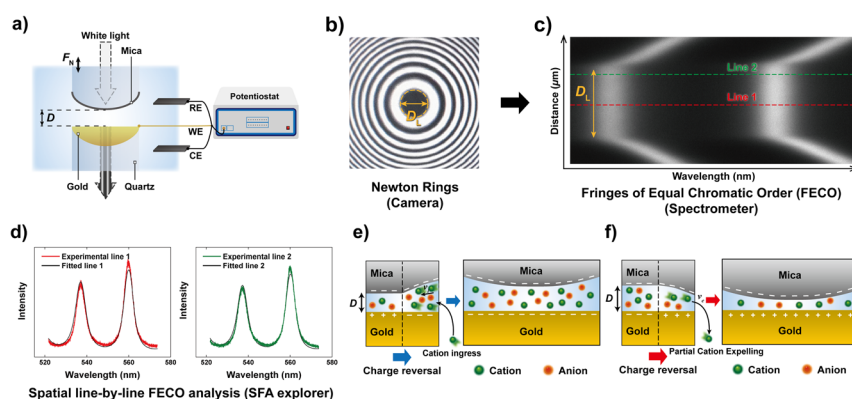 a)
White light
F_N
Mica
D
RE
Potentiostat
WE
CE
Gold
Quartz
b)
D_L
Newton Rings
(Camera)
c)
Distance (µm)
D_L
Line 2
Line 1
Wavelength (nm)
Fringes of Equal Chromatic Order (FECO)
(Spectrometer)
d)
Intensity
Experimental line 1
Fitted line 1
520 540 560 580
Wavelength (nm)
Intensity
Experimental line 2
Fitted line 2
520 540 560 580
Wavelength (nm)
Spatial line-by-line FECO analysis (SFA explorer)
e)
Mica
D
Gold
Cation ingress
Charge reversal
Mica
Gold
Cation
Anion
f)
Mica
D
Gold
Partial Cation Expelling
Charge reversal
Mica
Gold
Cation
Anion